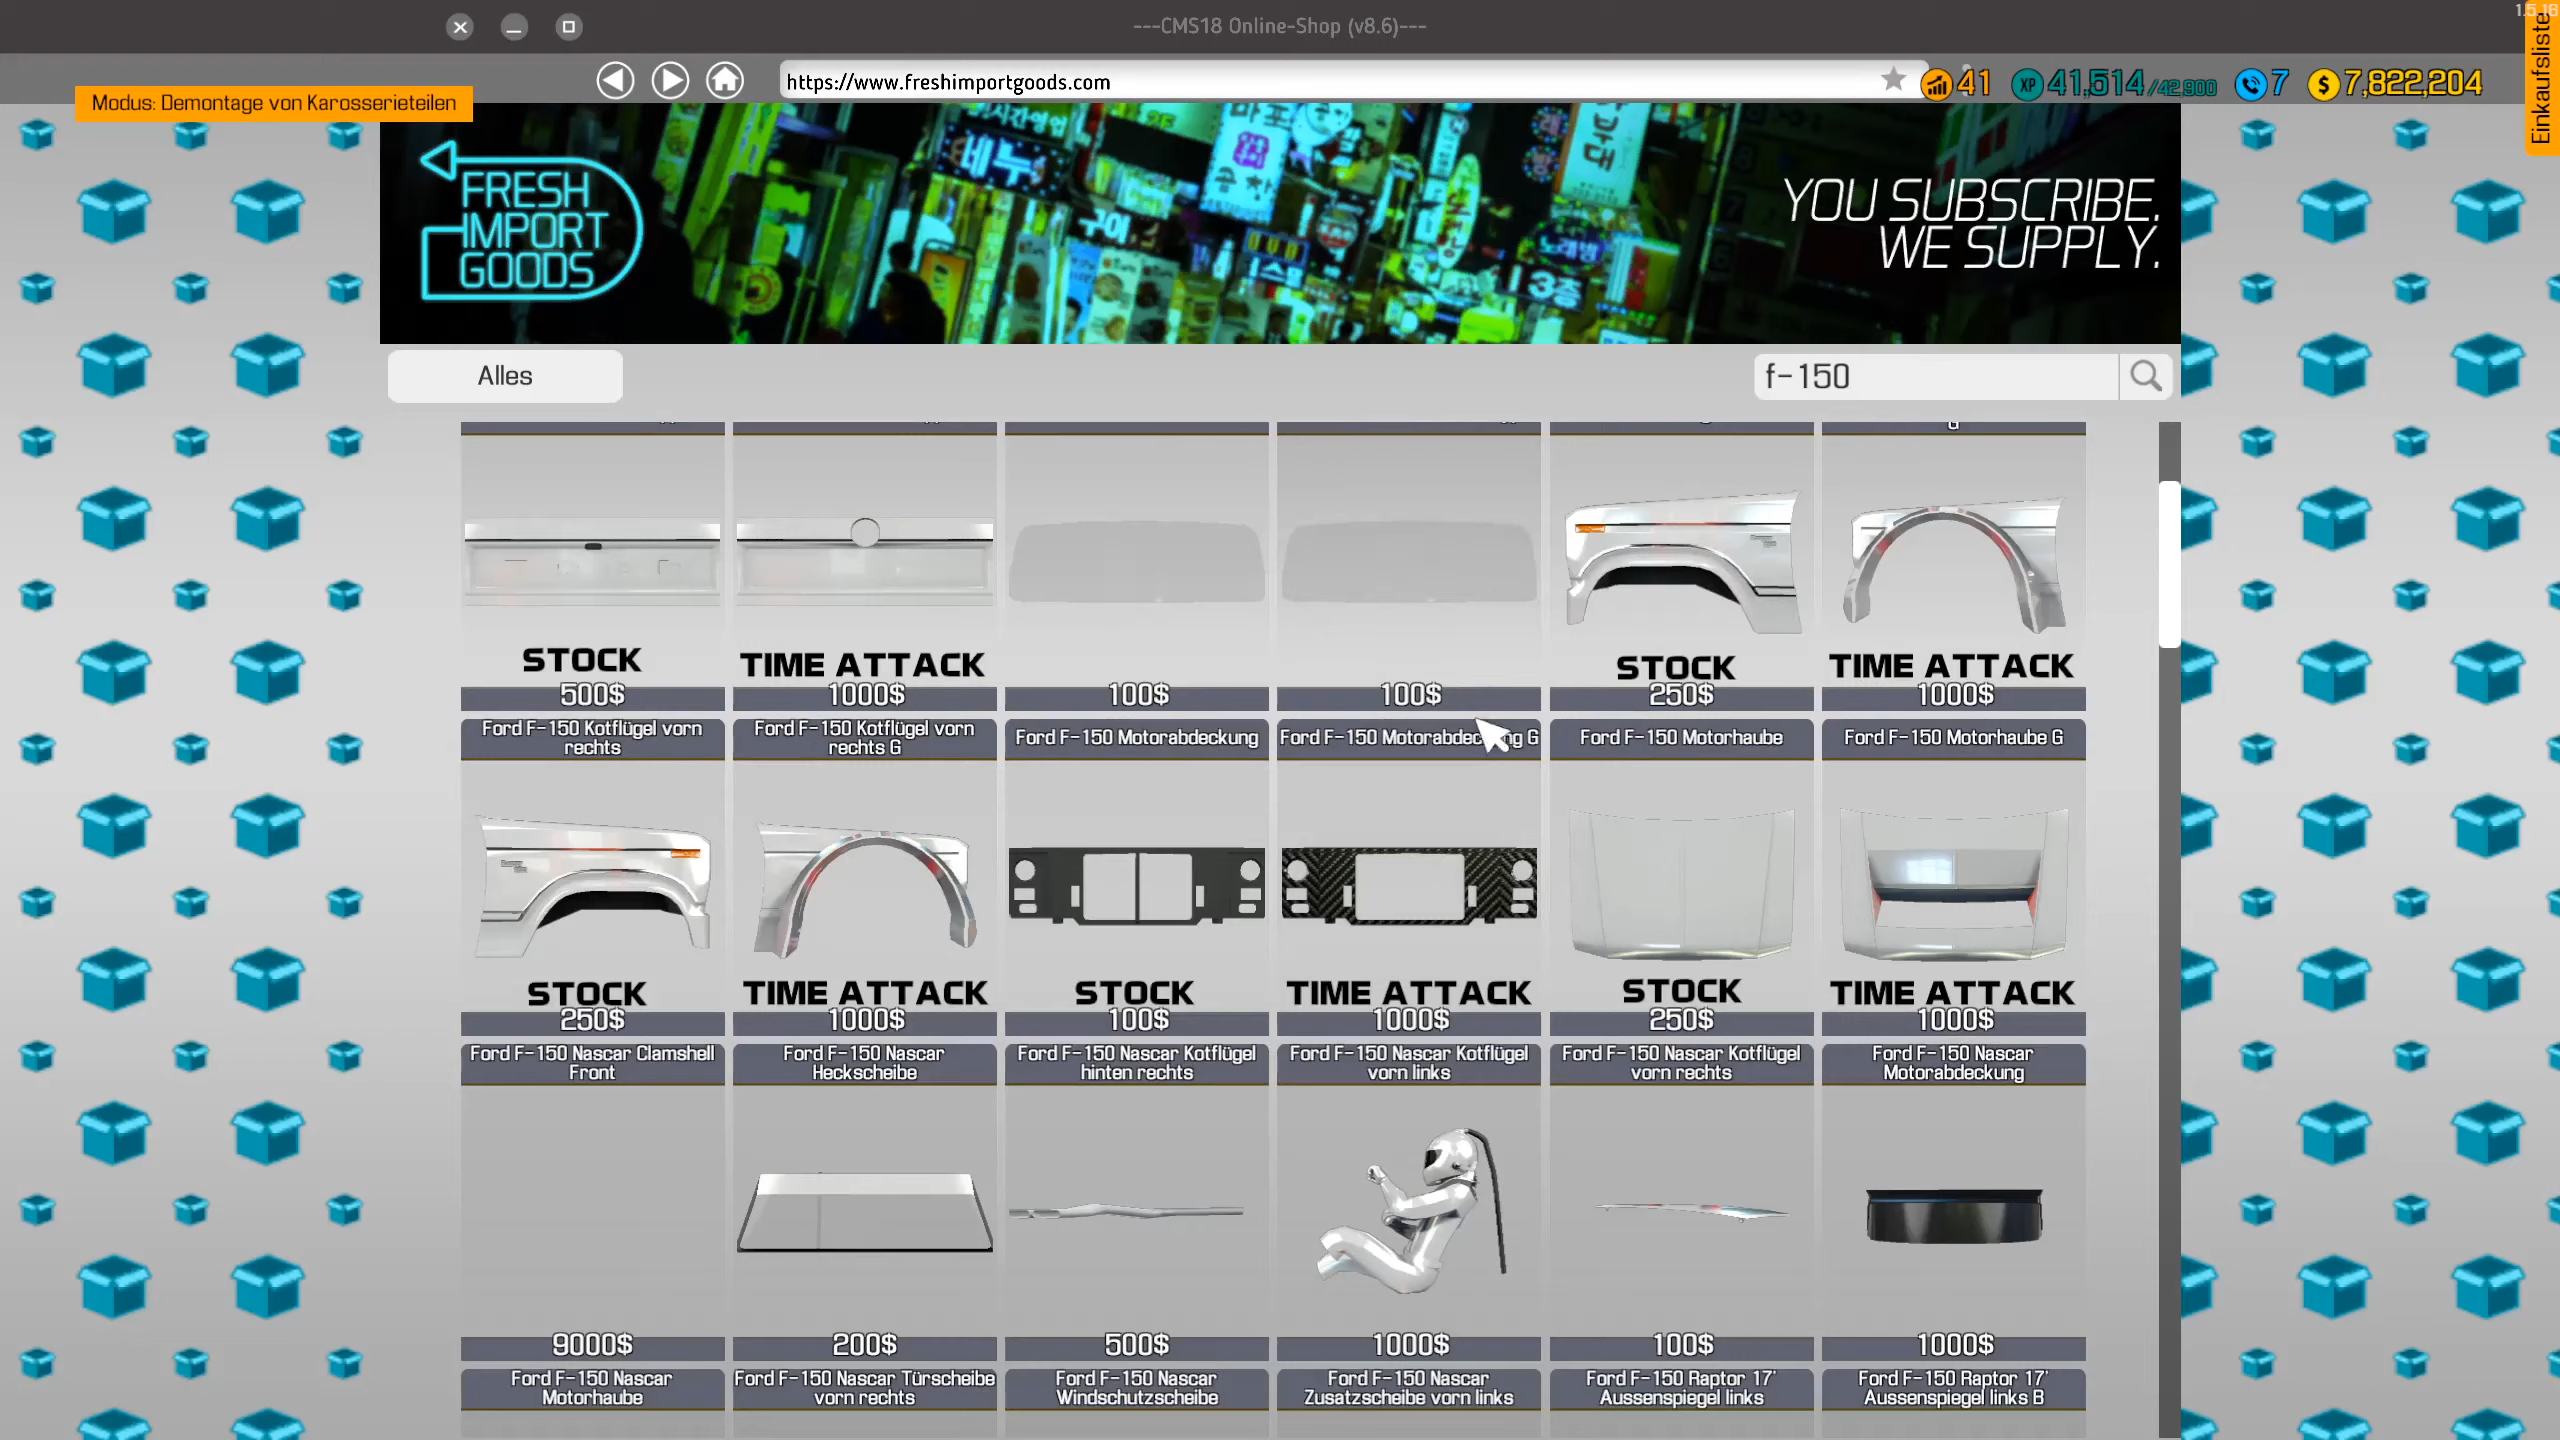 1.5.18
---CMS18 Online-Shop (v8.6)---
Einkaufsliste
https://www.freshimportgoods.com
41
XP
41,514/42,900
7
$
7,822,204
Modus: Demontage von Karosserieteilen
FRESH
IMPORT
GOODS
YOU SUBSCRIBE.
WE SUPPLY.
Alles
f-150
STOCK
TIME ATTACK
STOCK
TIME ATTACK
500$
1000$
100$
100$
250$
1000$
Ford F-150 Kotflügel vorn
rechts
Ford F-150 Kotflügel vorn
rechts G
Ford F-150 Motorabdeckung
Ford F-150 Motorabdeckung G
Ford F-150 Motorhaube
Ford F-150 Motorhaube G
STOCK
TIME ATTACK
STOCK
TIME ATTACK
STOCK
TIME ATTACK
250$
1000$
100$
1000$
250$
1000$
Ford F-150 Nascar Clamshell
Front
Ford F-150 Nascar
Heckscheibe
Ford F-150 Nascar Kotflügel
hinten rechts
Ford F-150 Nascar Kotflügel
vorn links
Ford F-150 Nascar Kotflügel
vorn rechts
Ford F-150 Nascar
Motorabdeckung
9000$
200$
500$
1000$
100$
1000$
Ford F-150 Nascar
Motorhaube
Ford F-150 Nascar Türscheibe
vorn rechts
Ford F-150 Nascar
Windschutzscheibe
Ford F-150 Nascar
Zusatzscheibe vorn links
Ford F-150 Raptor 17'
Aussenspiegel links
Ford F-150 Raptor 17'
Aussenspiegel links B